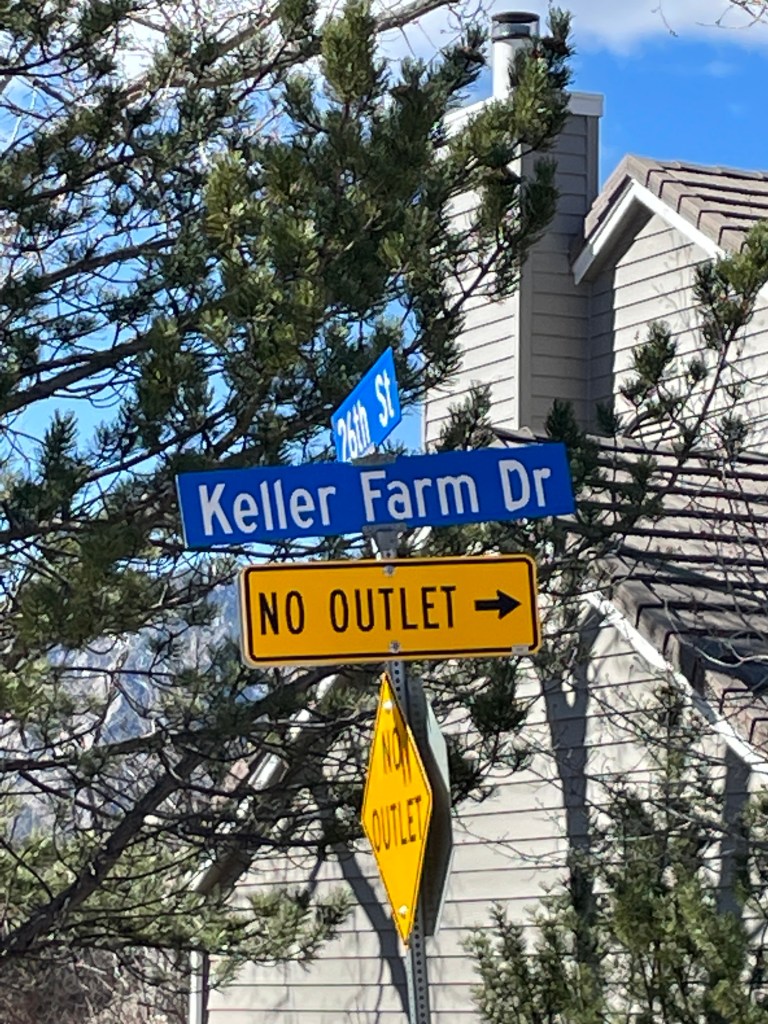 26th St
Keller Farm Dr
NO OUTLET →
NO
OUTLET